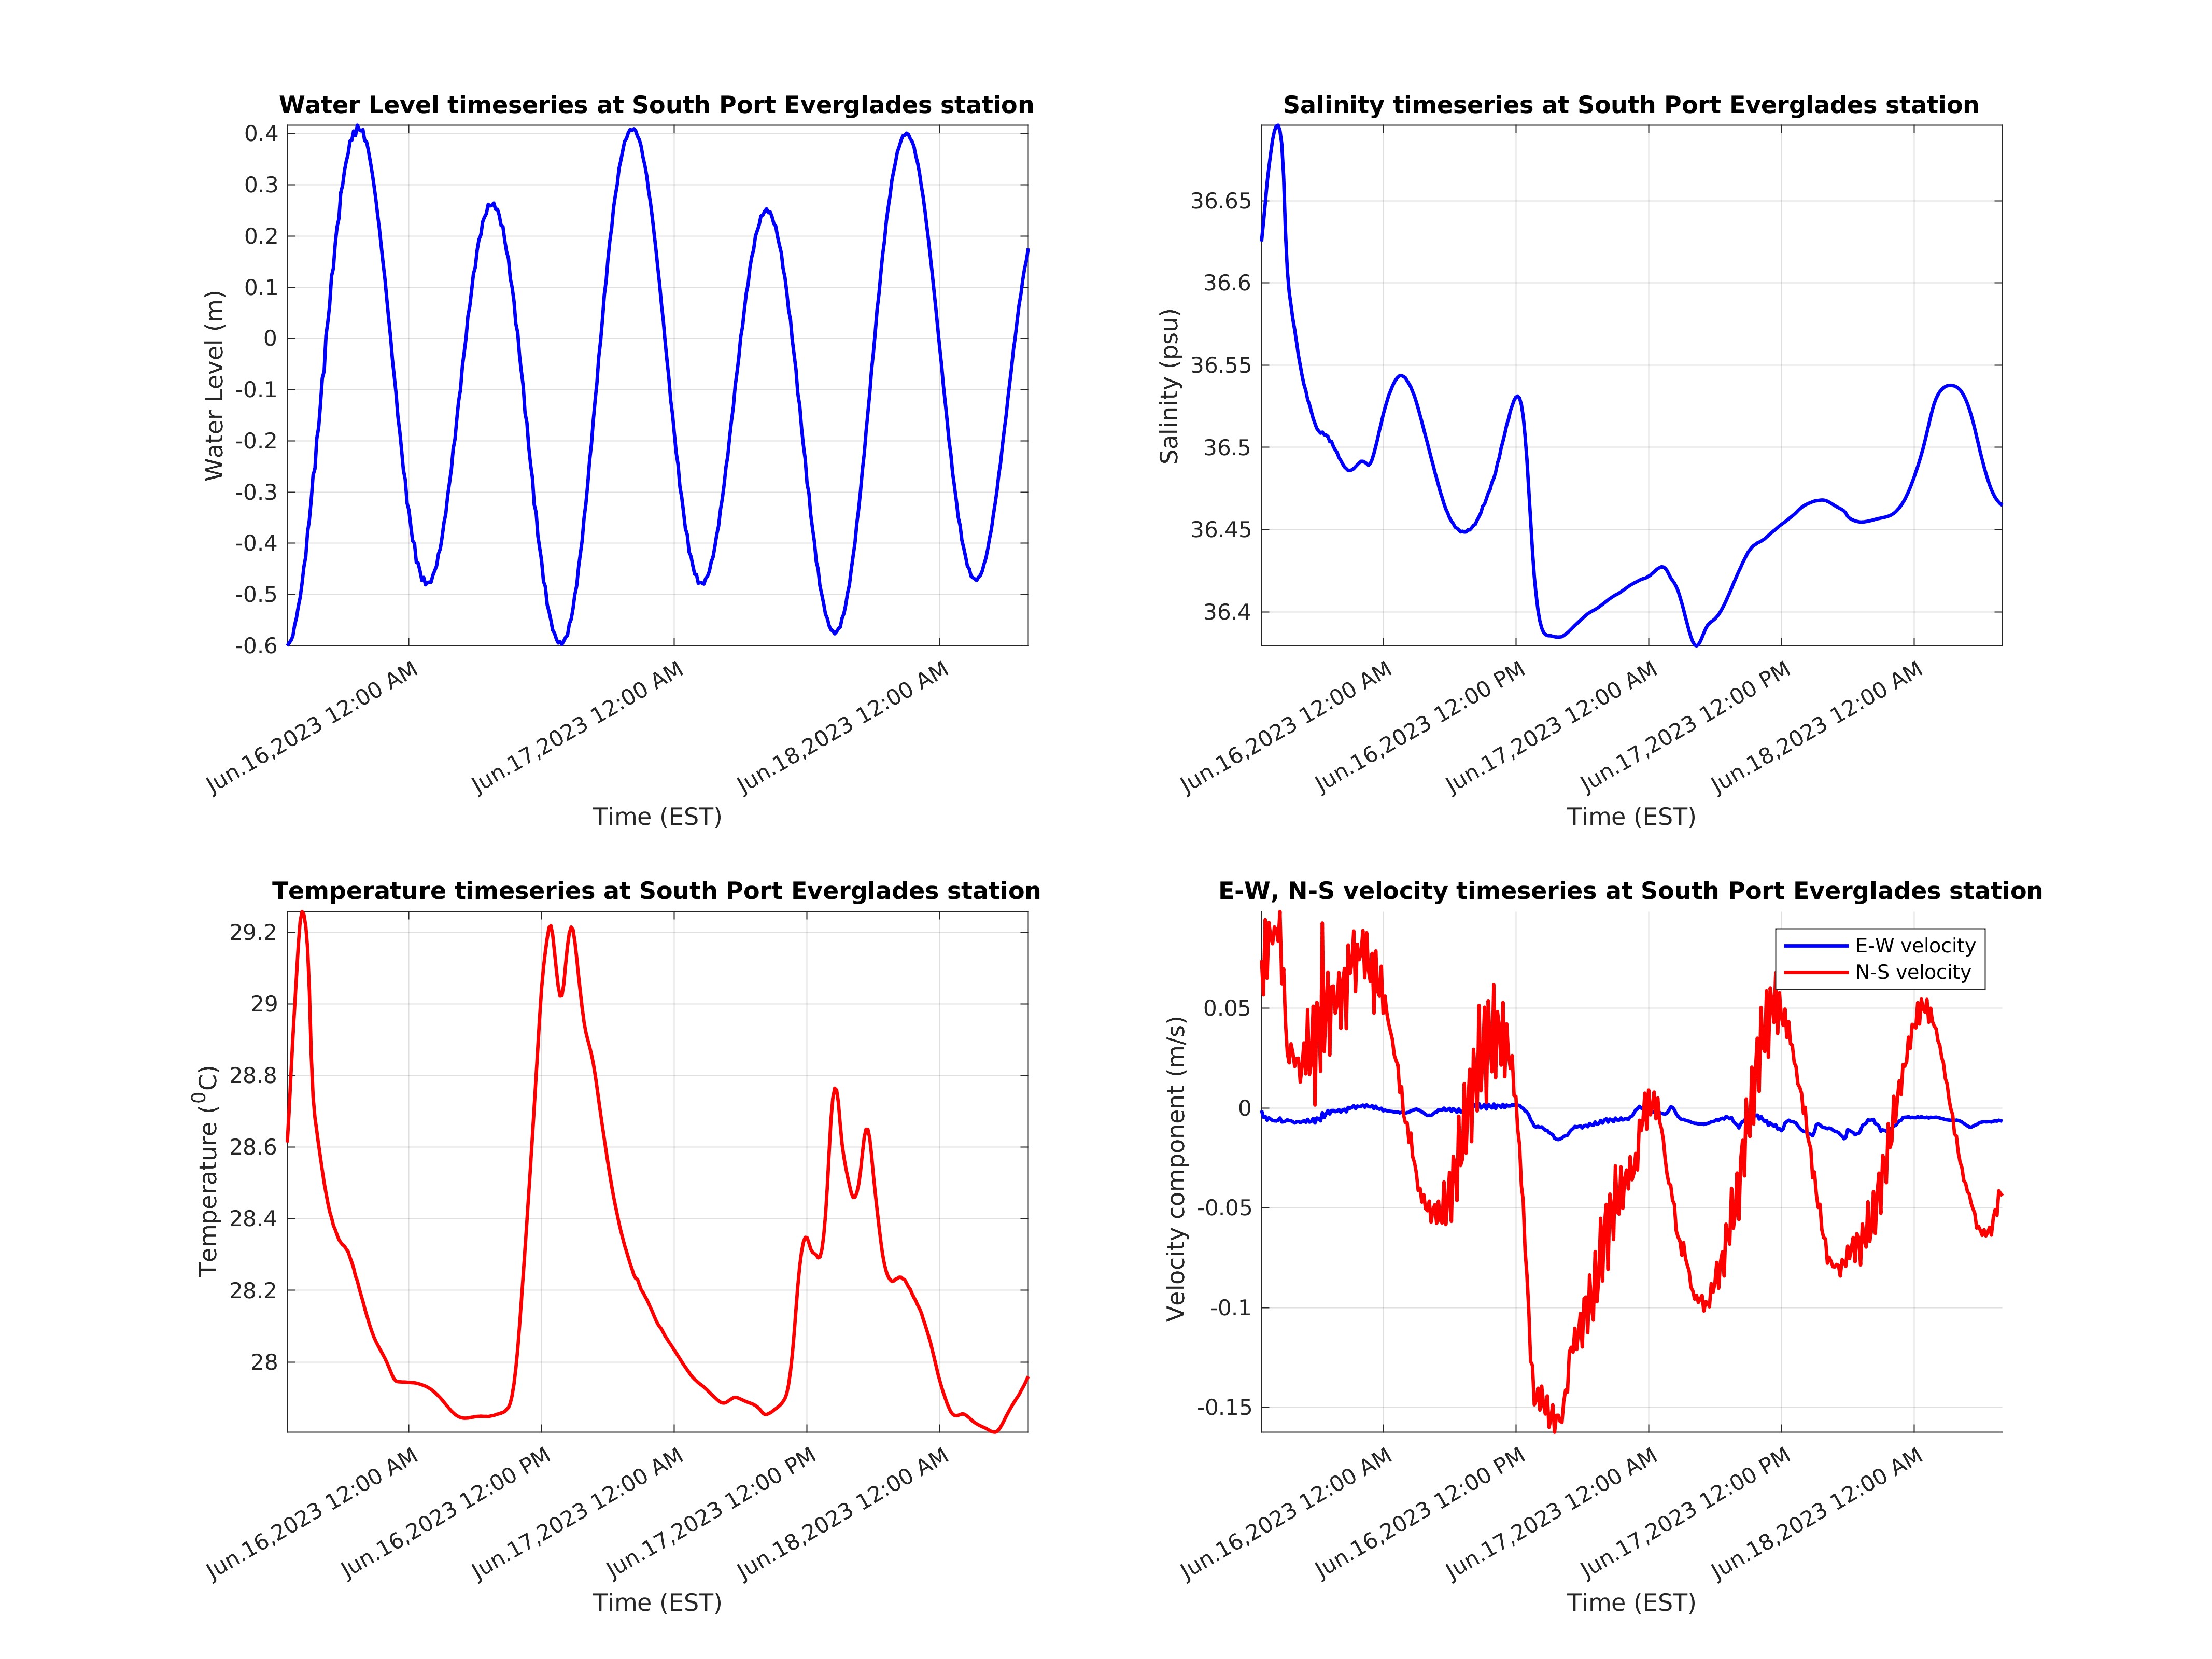 Water Level timeseries at South Port Everglades station
Water Level (m)
0.4
0.3
0.2
0.1
0
-0.1
-0.2
-0.3
-0.4
-0.5
-0.6
Jun.16,2023 12:00 AM
Jun.17,2023 12:00 AM
Jun.18,2023 12:00 AM
Time (EST)
Salinity timeseries at South Port Everglades station
Salinity (psu)
36.65
36.6
36.55
36.5
36.45
36.4
Jun.16,2023 12:00 AM
Jun.16,2023 12:00 PM
Jun.17,2023 12:00 AM
Jun.17,2023 12:00 PM
Jun.18,2023 12:00 AM
Time (EST)
Temperature timeseries at South Port Everglades station
Temperature (⁰C)
29.2
29
28.8
28.6
28.4
28.2
28
Jun.16,2023 12:00 AM
Jun.16,2023 12:00 PM
Jun.17,2023 12:00 AM
Jun.17,2023 12:00 PM
Jun.18,2023 12:00 AM
Time (EST)
E-W, N-S velocity timeseries at South Port Everglades station
Velocity component (m/s)
E-W velocity
N-S velocity
0.05
0
-0.05
-0.1
-0.15
Jun.16,2023 12:00 AM
Jun.16,2023 12:00 PM
Jun.17,2023 12:00 AM
Jun.17,2023 12:00 PM
Jun.18,2023 12:00 AM
Time (EST)